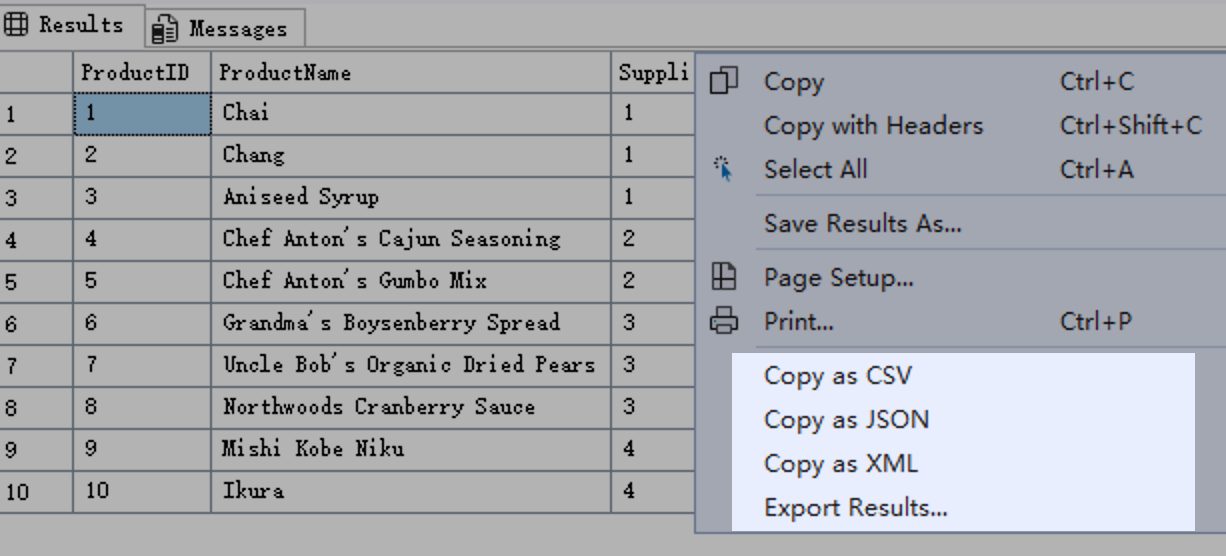 Results Messages
ProductID ProductName Suppli
1 1 Chai 1
2 2 Chang 1
3 3 Aniseed Syrup 1
4 4 Chef Anton's Cajun Seasoning 2
5 5 Chef Anton's Gumbo Mix 2
6 6 Grandma's Boysenberry Spread 3
7 7 Uncle Bob's Organic Dried Pears 3
8 8 Northwoods Cranberry Sauce 3
9 9 Mishi Kobe Niku 4
10 10 Ikura 4
Copy Ctrl+C
Copy with Headers Ctrl+Shift+C
Select All Ctrl+A
Save Results As...
Page Setup...
Print... Ctrl+P
Copy as CSV
Copy as JSON
Copy as XML
Export Results...